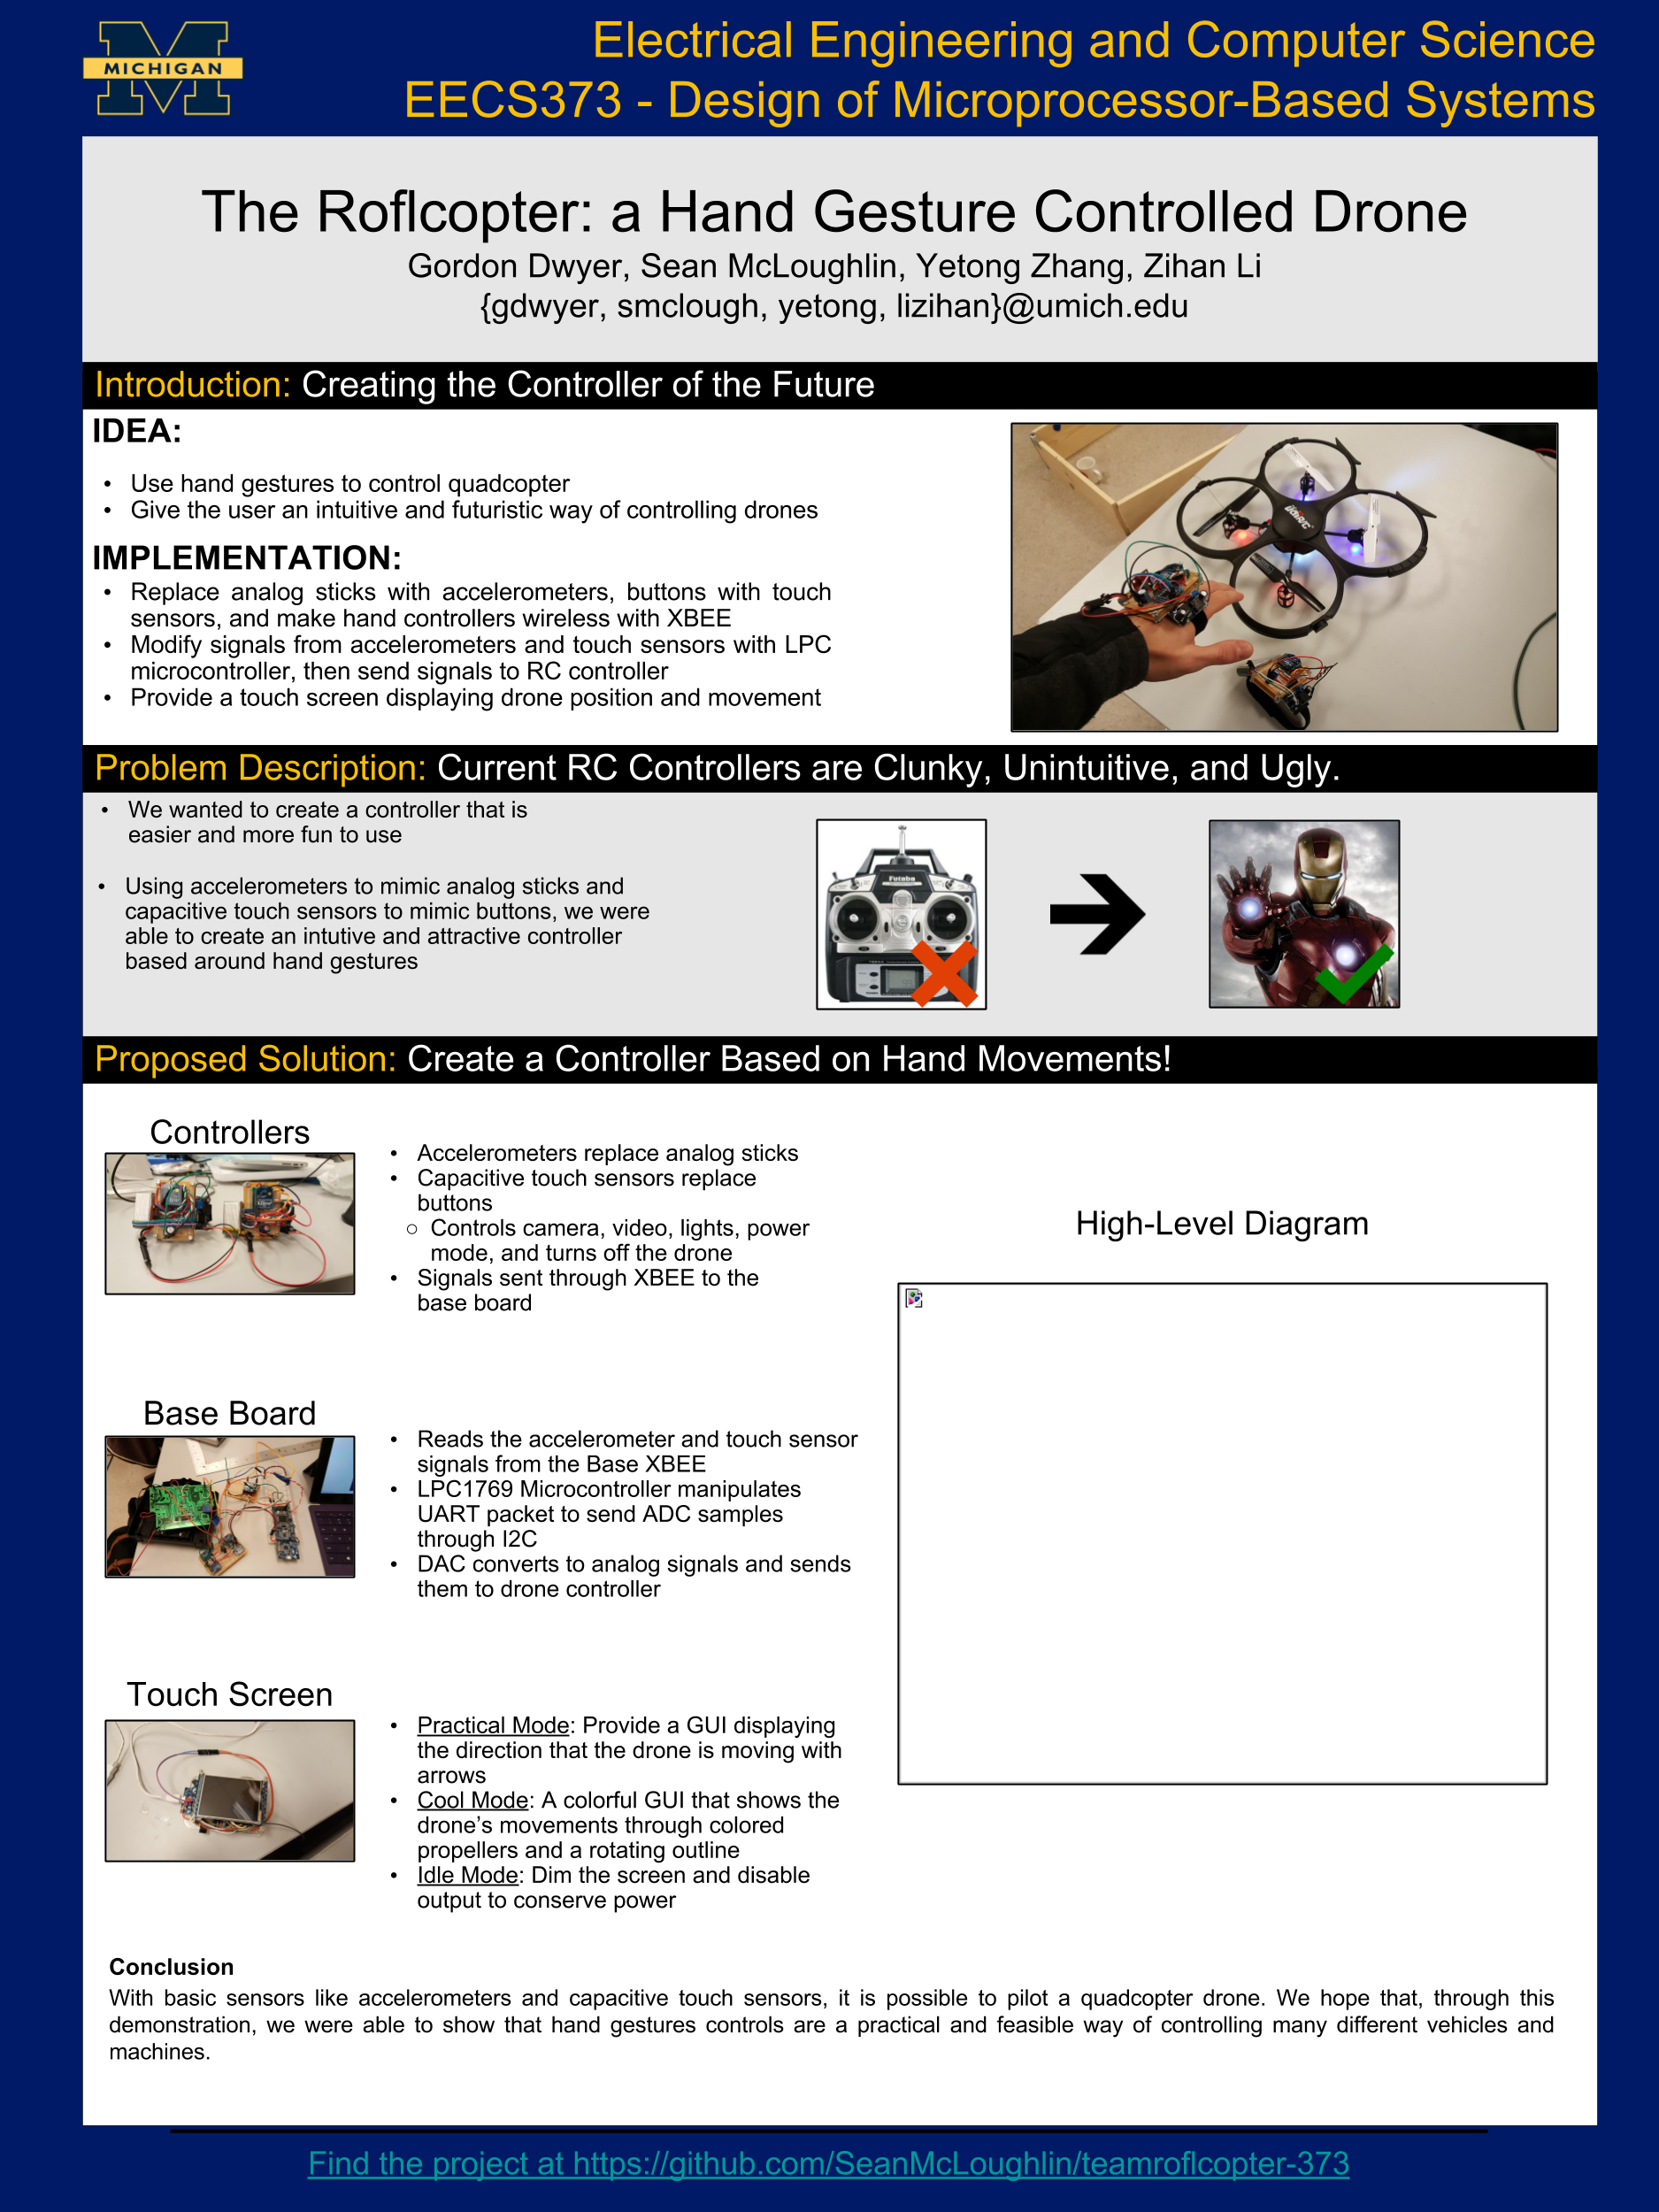 MICHIGAN
Electrical Engineering and Computer Science
EECS373 - Design of Microprocessor-Based Systems
The Roflcopter: a Hand Gesture Controlled Drone
Gordon Dwyer, Sean McLoughlin, Yetong Zhang, Zihan Li
{gdwyer, smclough, yetong, lizihan}@umich.edu
Introduction: Creating the Controller of the Future
IDEA:
• Use hand gestures to control quadcopter
• Give the user an intuitive and futuristic way of controlling drones
IMPLEMENTATION:
• Replace analog sticks with accelerometers, buttons with touch
sensors, and make hand controllers wireless with XBEE
• Modify signals from accelerometers and touch sensors with LPC
microcontroller, then send signals to RC controller
• Provide a touch screen displaying drone position and movement
Problem Description: Current RC Controllers are Clunky, Unintuitive, and Ugly.
• We wanted to create a controller that is
easier and more fun to use
• Using accelerometers to mimic analog sticks and
capacitive touch sensors to mimic buttons, we were
able to create an intutive and attractive controller
based around hand gestures
Futaba
Proposed Solution: Create a Controller Based on Hand Movements!
Controllers
• Accelerometers replace analog sticks
• Capacitive touch sensors replace
buttons
○ Controls camera, video, lights, power
mode, and turns off the drone
• Signals sent through XBEE to the
base board
High-Level Diagram
Base Board
• Reads the accelerometer and touch sensor
signals from the Base XBEE
• LPC1769 Microcontroller manipulates
UART packet to send ADC samples
through I2C
• DAC converts to analog signals and sends
them to drone controller
Touch Screen
• Practical Mode: Provide a GUI displaying
the direction that the drone is moving with
arrows
• Cool Mode: A colorful GUI that shows the
drone's movements through colored
propellers and a rotating outline
• Idle Mode: Dim the screen and disable
output to conserve power
Conclusion
With basic sensors like accelerometers and capacitive touch sensors, it is possible to pilot a quadcopter drone. We hope that, through this
demonstration, we were able to show that hand gestures controls are a practical and feasible way of controlling many different vehicles and
machines.
Find the project at https://github.com/SeanMcLoughlin/teamroflcopter-373